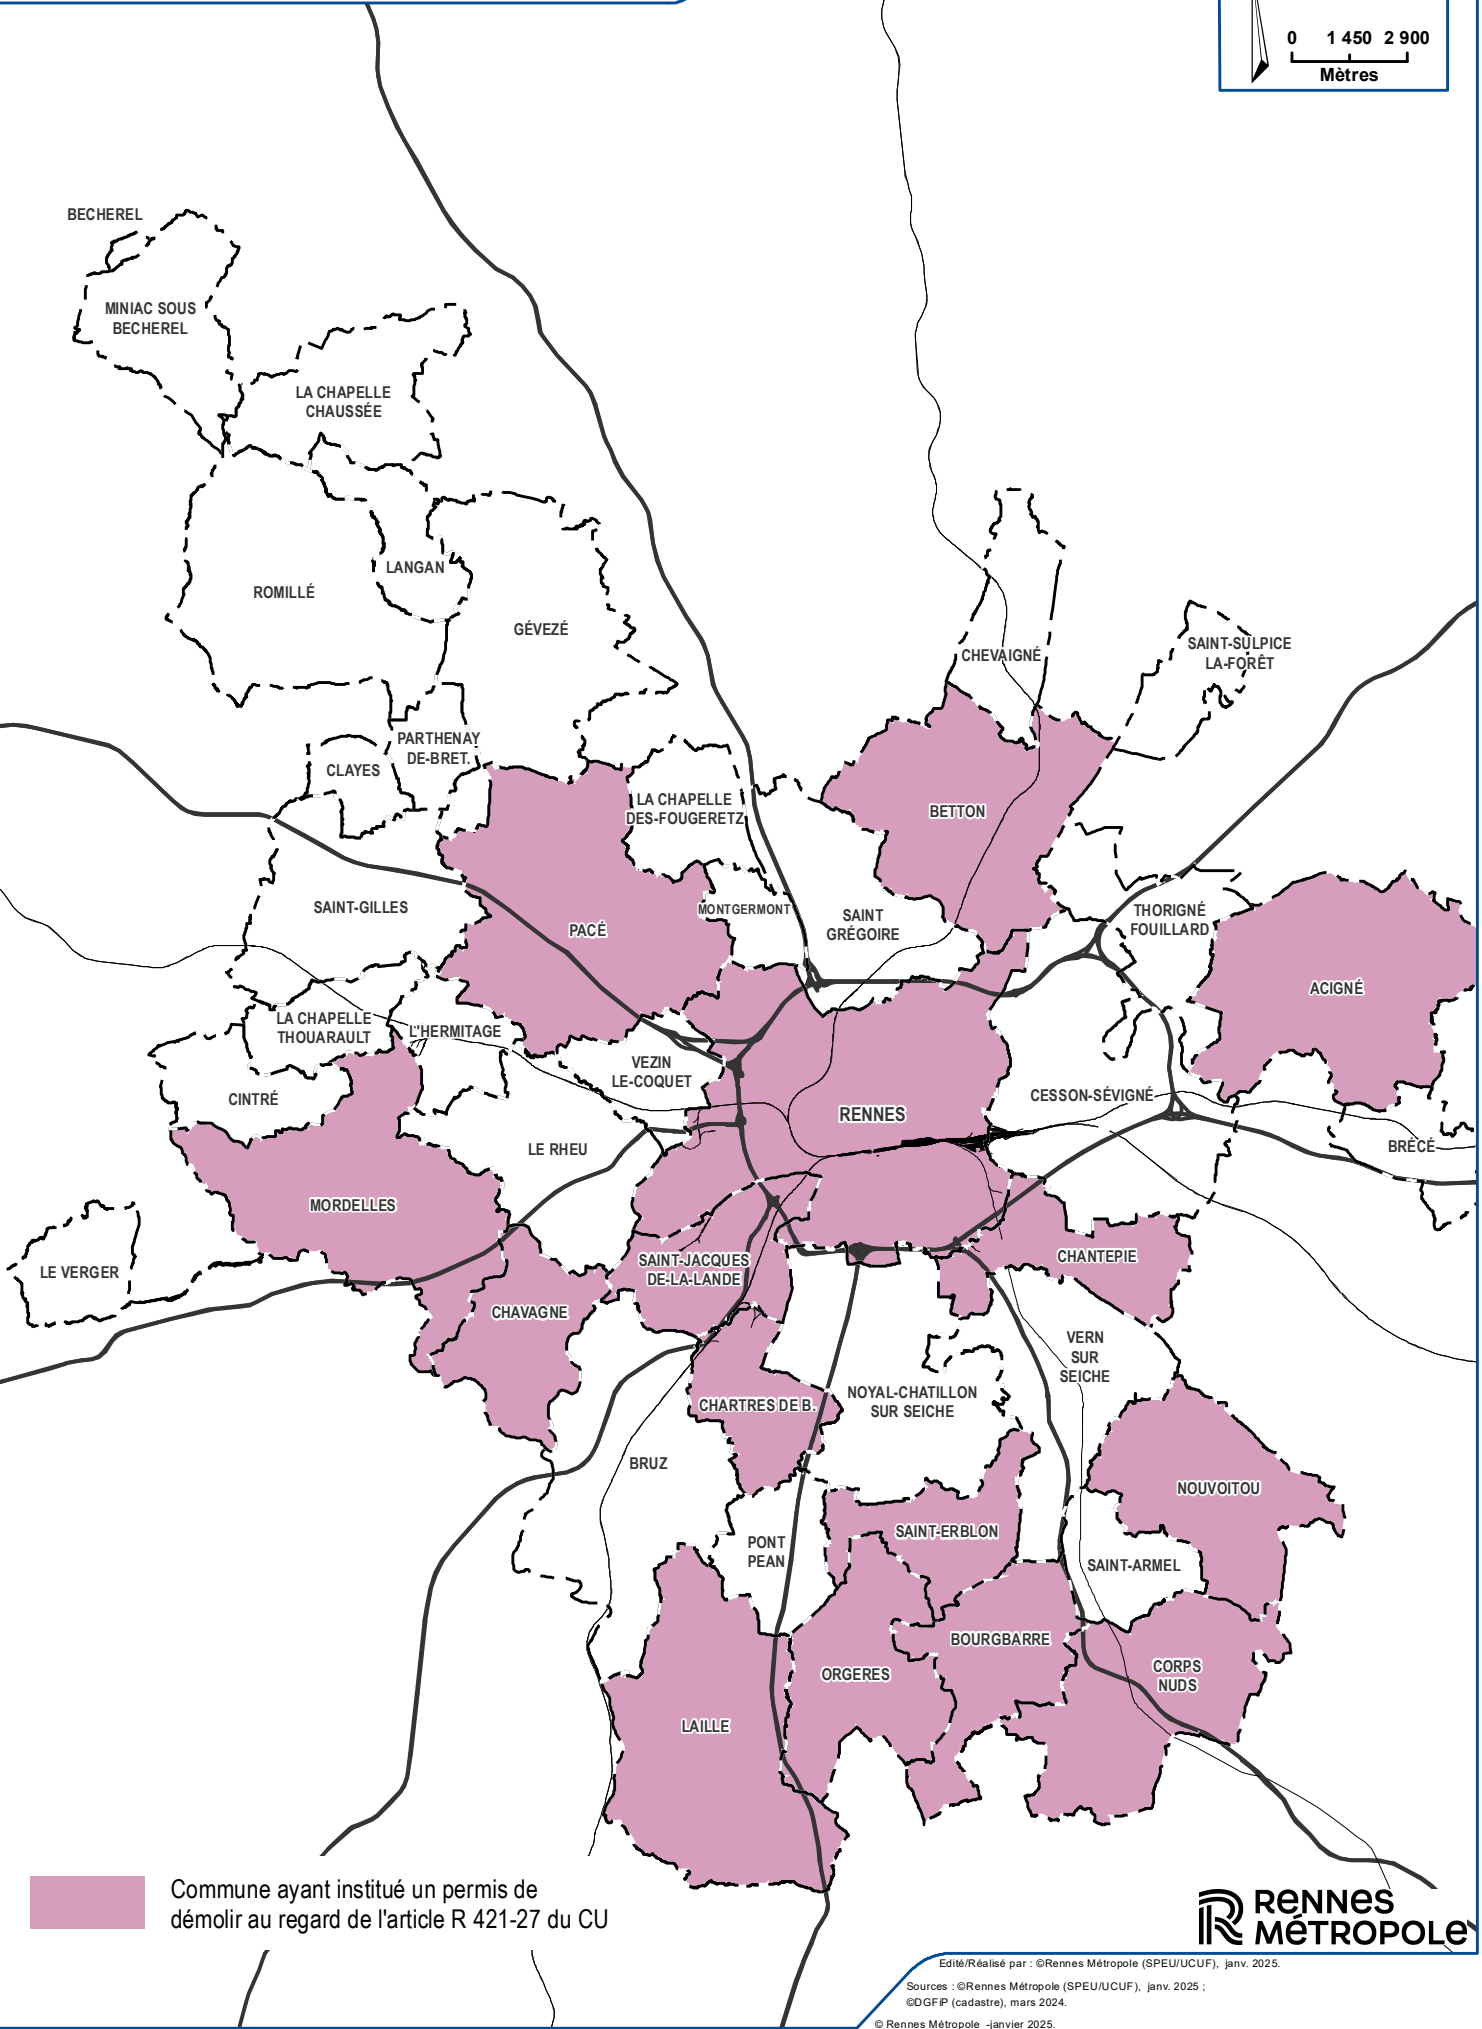 0 1 450 2 900
Mètres
BECHEREL
MINIAC SOUS
BECHEREL
LA CHAPELLE
CHAUSSÉE
LANGAN
ROMILLÉ
GÉVEZÉ
CHEVAIGNÉ
SAINT-SULPICE
LA-FORÊT
PARTHENAY
DE-BRET.
CLAYES
LA CHAPELLE
DES-FOUGERETZ
BETTON
SAINT-GILLES
PACÉ
MONTGERMONT
SAINT
GRÉGOIRE
THORIGNÉ
FOUILLARD
ACIGNÉ
LA CHAPELLE
THOUARAULT
L'HERMITAGE
VEZIN
LE-COQUET
CINTRÉ
RENNES
CESSON-SÉVIGNÉ
BRÉCÉ
LE RHEU
MORDELLES
LE VERGER
SAINT-JACQUES
DE-LA-LANDE
CHANTEPIE
CHAVAGNE
VERN
SUR
SEICHE
CHARTRES DE B.
NOYAL-CHATILLON
SUR SEICHE
BRUZ
NOUVOITOU
SAINT-ERBLON
PONT
PEAN
SAINT-ARMEL
BOURGBARRE
ORGERES
CORPS
NUDS
LAILLE
Commune ayant institué un permis de
démolir au regard de l'article R 421-27 du CU
RENNES
MÉTROPOLE
Edité/Réalisé par : ©Rennes Métropole (SPEU/UCUF), janv. 2025.
Sources : ©Rennes Métropole (SPEU/UCUF), janv. 2025 ;
©DGFiP (cadastre), mars 2024.
© Rennes Métropole -janvier 2025.